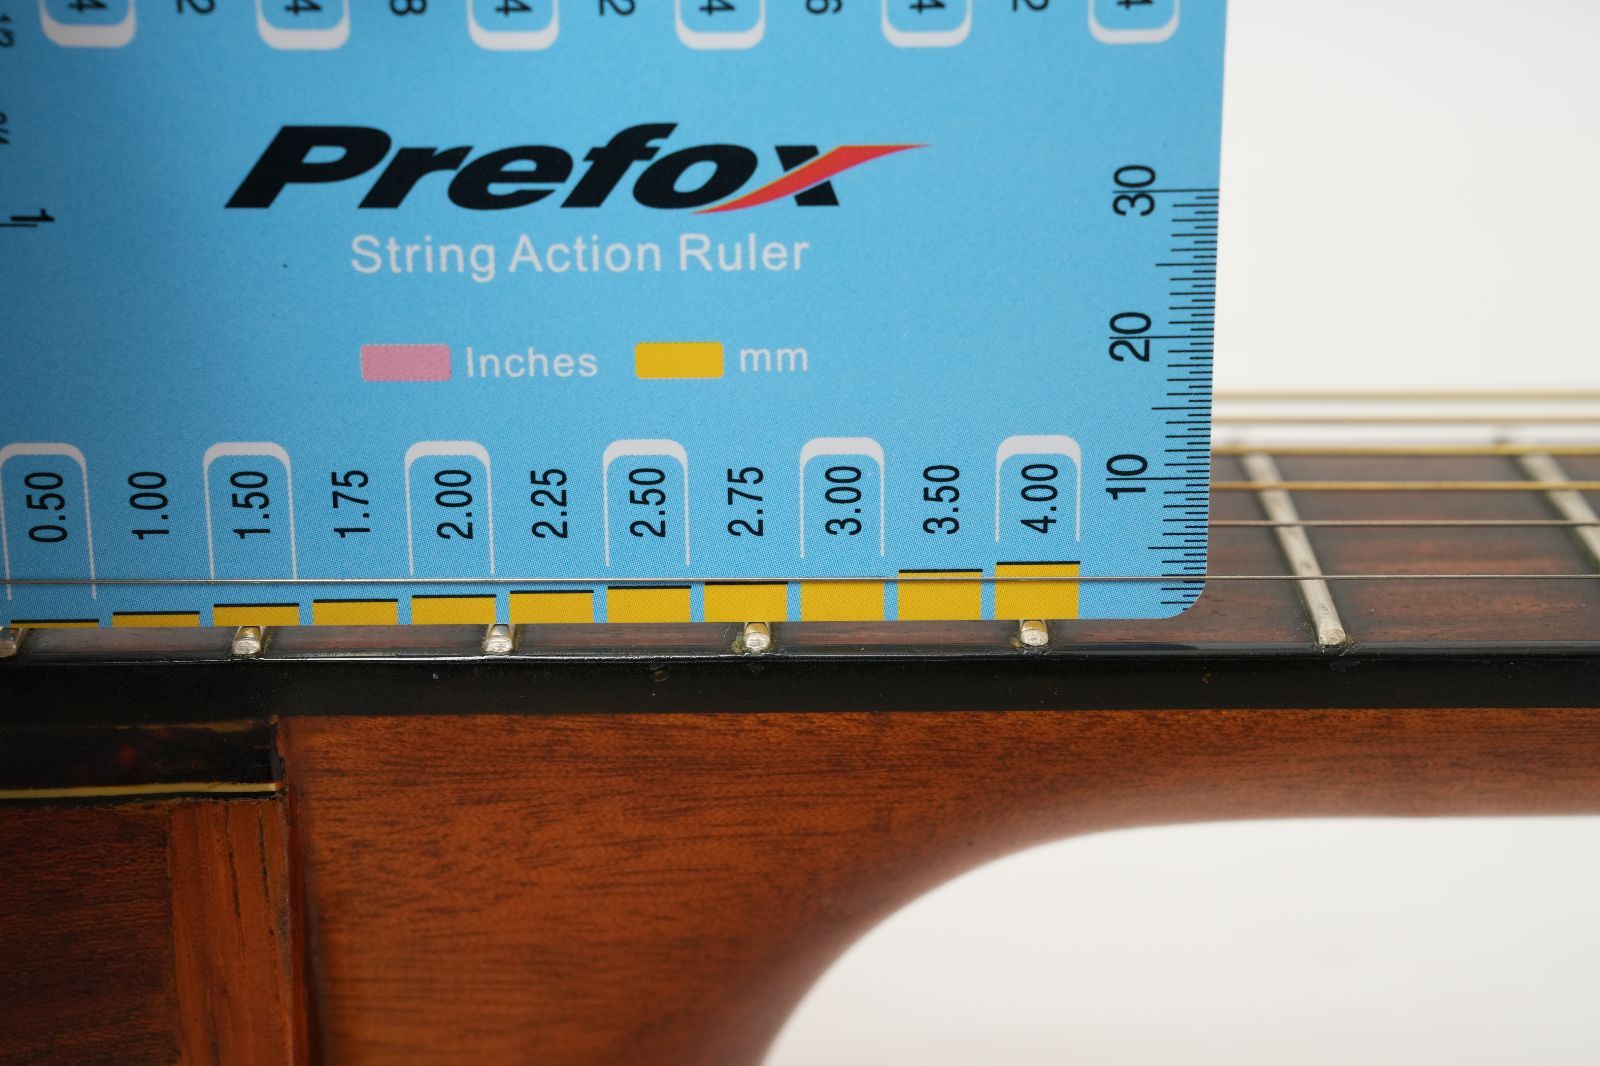 Prefox
String Action Ruler
Inches mm
30
20
10
1
0.50 1.00 1.50 1.75 2.00 2.25 2.50 2.75 3.00 3.50 4.00